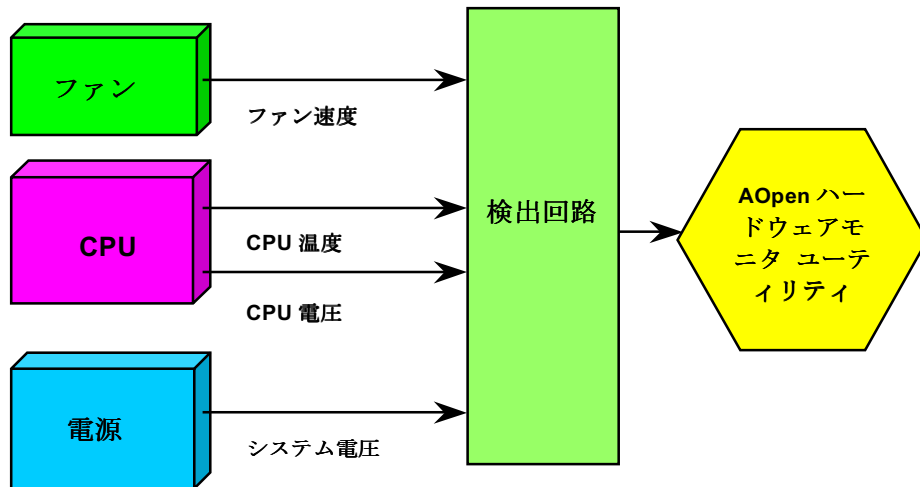 ファン
ファン速度
CPU
CPU 温度
CPU 電圧
電源
システム電圧
検出回路
AOpen ハー
ドウェアモ
ニタ ユーテ
ィリティ